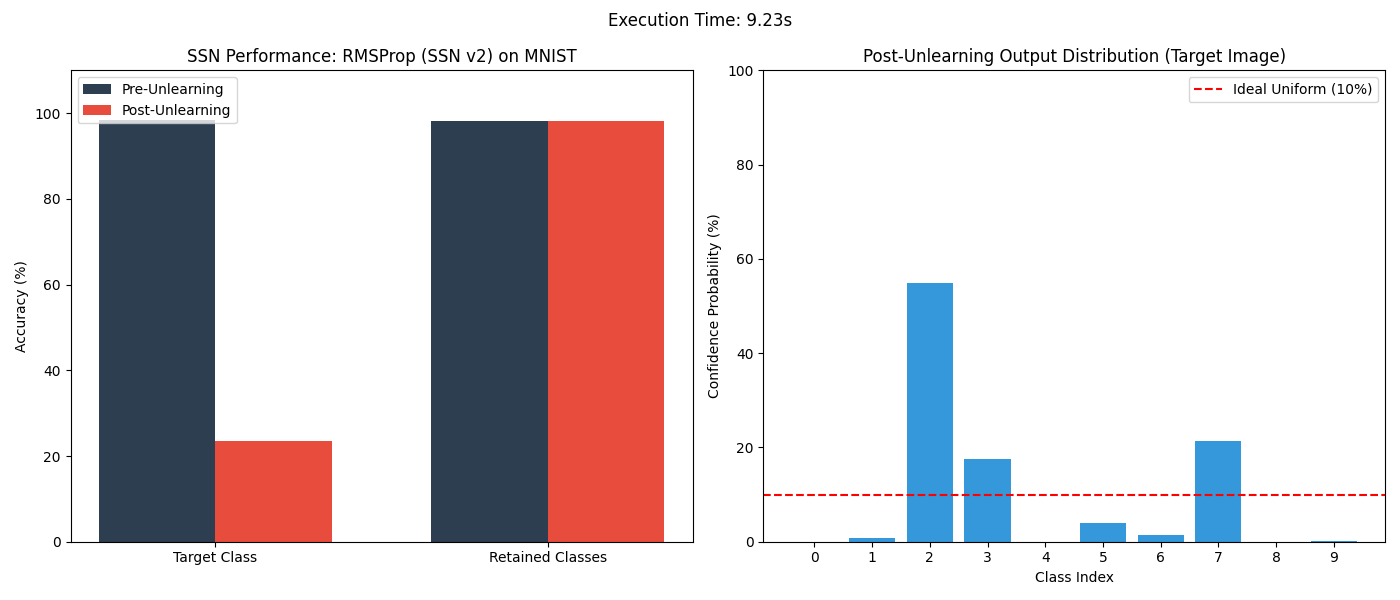 Execution Time: 9.23s
SSN Performance: RMSProp (SSN v2) on MNIST
Pre-Unlearning
Post-Unlearning
Accuracy (%)
100
80
60
40
20
0
Target Class
Retained Classes
Post-Unlearning Output Distribution (Target Image)
Ideal Uniform (10%)
Confidence Probability (%)
100
80
60
40
20
0
0 1 2 3 4 5 6 7 8 9
Class Index